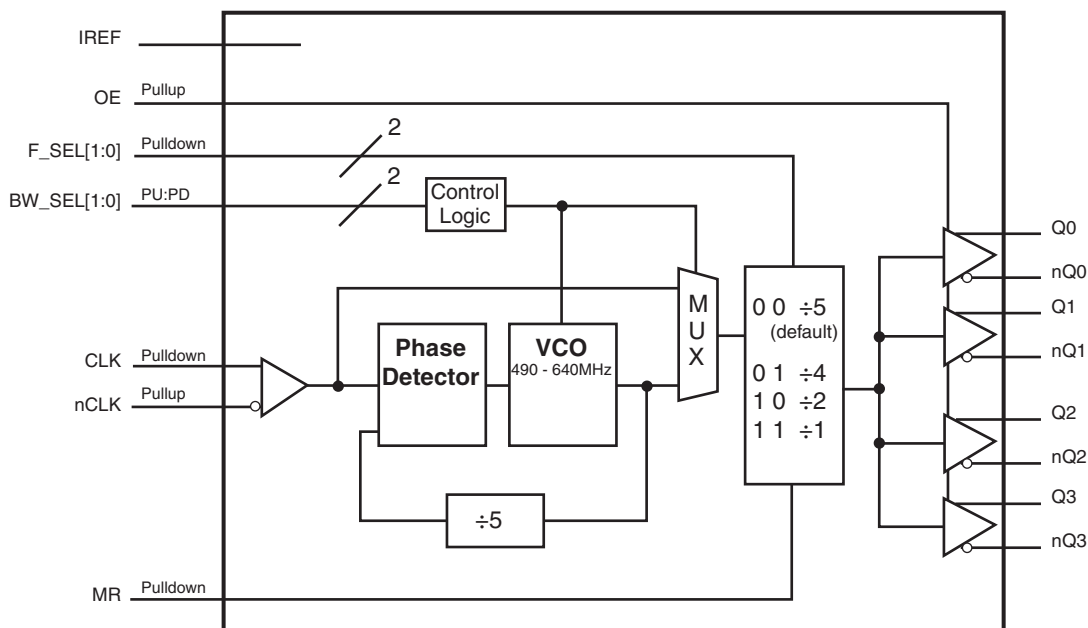 IREF
OE Pullup
F_SEL[1:0] Pulldown 2
BW_SEL[1:0] PU:PD 2
Control
Logic
CLK Pulldown
nCLK Pullup
Phase
Detector
VCO
490 - 640MHz
÷5
M
U
X
0 0 ÷5
(default)
0 1 ÷4
1 0 ÷2
1 1 ÷1
Q0
nQ0
Q1
nQ1
Q2
nQ2
Q3
nQ3
MR Pulldown